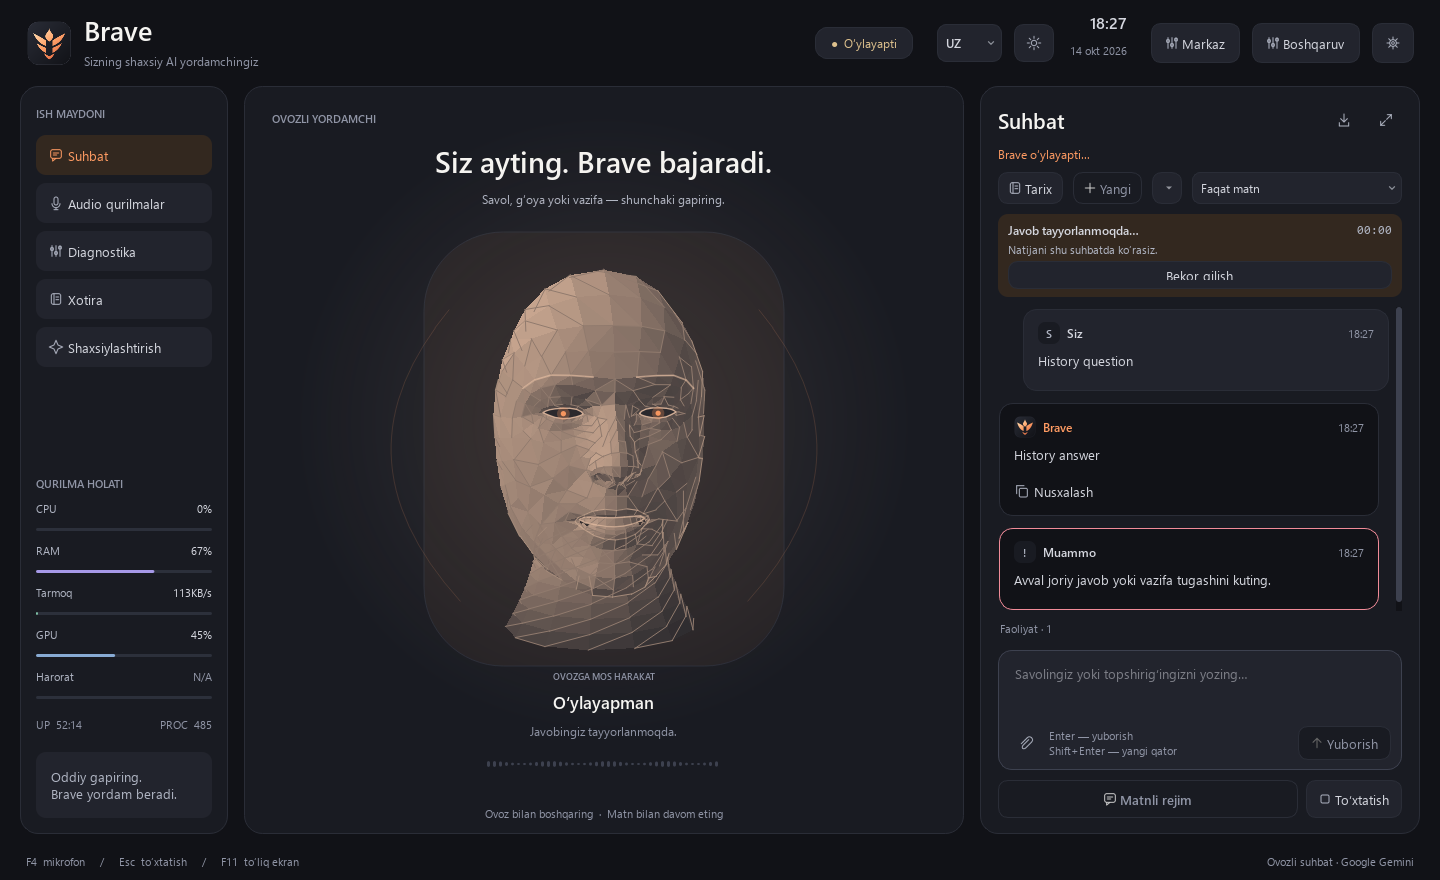 Brave
Sizning shaxsiy AI yordamchingiz
● O‘ylayapti
UZ
18:27
14 okt 2026
Markaz
Boshqaruv
ISH MAYDONI
Suhbat
Audio qurilmalar
Diagnostika
Xotira
Shaxsiylashtirish
QURILMA HOLATI
CPU 0%
RAM 67%
Tarmoq 113KB/s
GPU 45%
Harorat N/A
UP 52:14 PROC 485
Oddiy gapiring.
Brave yordam beradi.
OVOZLI YORDAMCHI
Siz ayting. Brave bajaradi.
Savol, g‘oya yoki vazifa — shunchaki gapiring.
OVOZGA MOS HARAKAT
O‘ylayapman
Javobingiz tayyorlanmoqda.
Ovoz bilan boshqaring · Matn bilan davom eting
Suhbat
Brave o‘ylayapti...
Tarix
Yangi
Faqat matn
Javob tayyorlanmoqda... 00:00
Natijani shu suhbatda ko‘rasiz.
Bekor qilish
S Siz 18:27
History question
Brave 18:27
History answer
Nusxalash
! Muammo 18:27
Avval joriy javob yoki vazifa tugashini kuting.
Faoliyat · 1
Savolingiz yoki topshirig‘ingizni yozing...
Enter — yuborish
Shift+Enter — yangi qator
Yuborish
Matnli rejim
To‘xtatish
F4 mikrofon / Esc to‘xtatish / F11 to‘liq ekran
Ovozli suhbat · Google Gemini